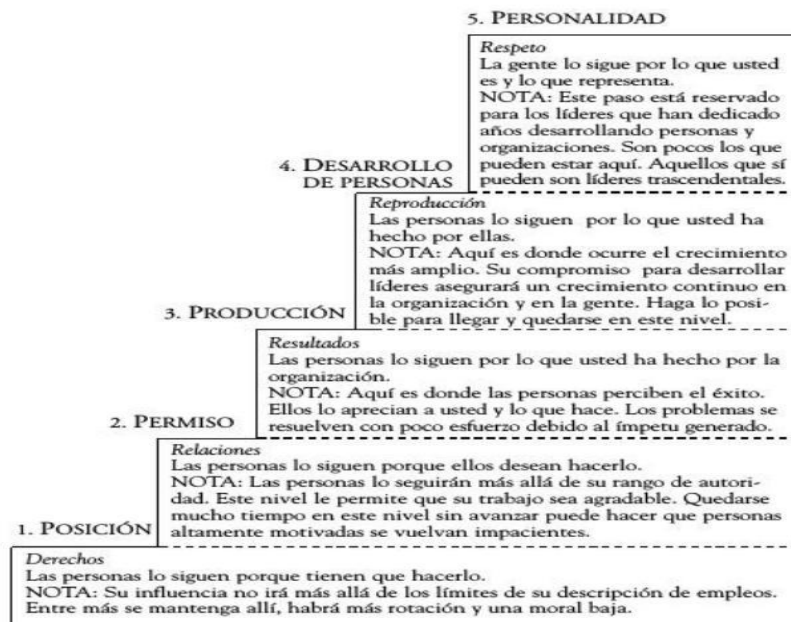 5. PERSONALIDAD
Respeto
La gente lo sigue por lo que usted
es y lo que representa.
NOTA: Este paso está reservado
para los líderes que han dedicado
años desarrollando personas y
organizaciones. Son pocos los que
pueden estar aquí. Aquellos que sí
pueden son líderes trascendentales.
4. DESARROLLO
DE PERSONAS
Reproducción
Las personas lo siguen por lo que usted ha
hecho por ellas.
NOTA: Aquí es donde ocurre el crecimiento
más amplio. Su compromiso para desarrollar
líderes asegurará un crecimiento continuo en
la organización y en la gente. Haga lo posi-
ble para llegar y quedarse en este nivel.
3. PRODUCCIÓN
Resultados
Las personas lo siguen por lo que usted ha hecho por la
organización.
NOTA: Aquí es donde las personas perciben el éxito.
Ellos lo aprecian a usted y lo que hace. Los problemas se
resuelven con poco esfuerzo debido al ímpetu generado.
2. PERMISO
Relaciones
Las personas lo siguen porque ellos desean hacerlo.
NOTA: Las personas lo seguirán más allá de su rango de autori-
dad. Este nivel le permite que su trabajo sea agradable. Quedarse
mucho tiempo en este nivel sin avanzar puede hacer que personas
altamente motivadas se vuelvan impacientes.
1. POSICIÓN
Derechos
Las personas lo siguen porque tienen que hacerlo.
NOTA: Su influencia no irá más allá de los límites de su descripción de empleos.
Entre más se mantenga allí, habrá más rotación y una moral baja.